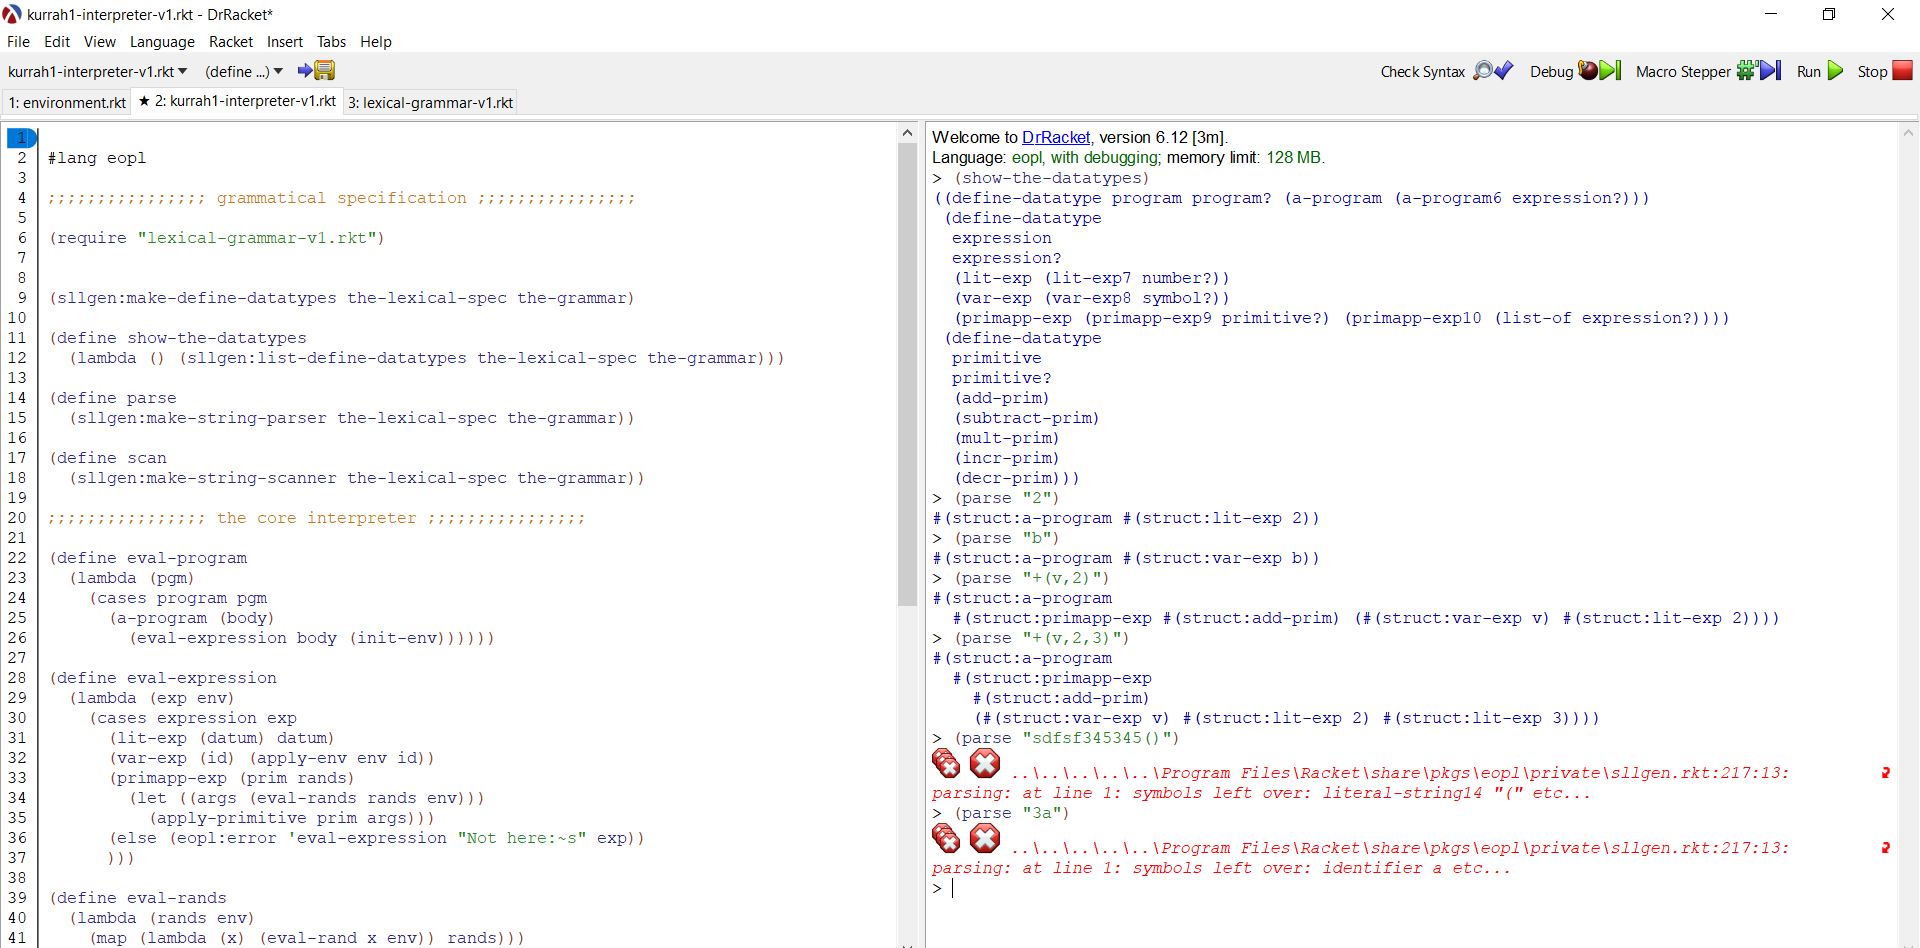 kurrah1-interpreter-v1.rkt - DrRacket*
File Edit View Language Racket Insert Tabs Help
kurrah1-interpreter-v1.rkt (define ...) Check Syntax Debug Macro Stepper Run Stop
1: environment.rkt ★ 2: kurrah1-interpreter-v1.rkt 3: lexical-grammar-v1.rkt
1
2 #lang eopl
3
4 ;;;;;;;;;;;;;;;; grammatical specification ;;;;;;;;;;;;;;;;
5
6 (require "lexical-grammar-v1.rkt")
7
8
9 (sllgen:make-define-datatypes the-lexical-spec the-grammar)
10
11 (define show-the-datatypes
12 (lambda () (sllgen:list-define-datatypes the-lexical-spec the-grammar)))
13
14 (define parse
15 (sllgen:make-string-parser the-lexical-spec the-grammar))
16
17 (define scan
18 (sllgen:make-string-scanner the-lexical-spec the-grammar))
19
20 ;;;;;;;;;;;;;;;; the core interpreter ;;;;;;;;;;;;;;;;
21
22 (define eval-program
23 (lambda (pgm)
24 (cases program pgm
25 (a-program (body)
26 (eval-expression body (init-env))))))
27
28 (define eval-expression
29 (lambda (exp env)
30 (cases expression exp
31 (lit-exp (datum) datum)
32 (var-exp (id) (apply-env env id))
33 (primapp-exp (prim rands)
34 (let ((args (eval-rands rands env)))
35 (apply-primitive prim args)))
36 (else (eopl:error 'eval-expression "Not here:~s" exp))
37 )))
38
39 (define eval-rands
40 (lambda (rands env)
41 (map (lambda (x) (eval-rand x env)) rands)))
Welcome to DrRacket, version 6.12 [3m].
Language: eopl, with debugging; memory limit: 128 MB.
> (show-the-datatypes)
((define-datatype program program? (a-program (a-program6 expression?)))
(define-datatype
expression
expression?
(lit-exp (lit-exp7 number?))
(var-exp (var-exp8 symbol?))
(primapp-exp (primapp-exp9 primitive?) (primapp-exp10 (list-of expression?))))
(define-datatype
primitive
primitive?
(add-prim)
(subtract-prim)
(mult-prim)
(incr-prim)
(decr-prim)))
> (parse "2")
#(struct:a-program #(struct:lit-exp 2))
> (parse "b")
#(struct:a-program #(struct:var-exp b))
> (parse "+(v,2)")
#(struct:a-program
#(struct:primapp-exp #(struct:add-prim) (#(struct:var-exp v) #(struct:lit-exp 2))))
> (parse "+(v,2,3)")
#(struct:a-program
#(struct:primapp-exp
#(struct:add-prim)
(#(struct:var-exp v) #(struct:lit-exp 2) #(struct:lit-exp 3))))
> (parse "sdfsf345345()")
..\..\..\..\..\Program Files\Racket\share\pkgs\eopl\private\sllgen.rkt:217:13:
parsing: at line 1: symbols left over: literal-string14 "(" etc...
> (parse "3a")
..\..\..\..\..\Program Files\Racket\share\pkgs\eopl\private\sllgen.rkt:217:13:
parsing: at line 1: symbols left over: identifier a etc...
>